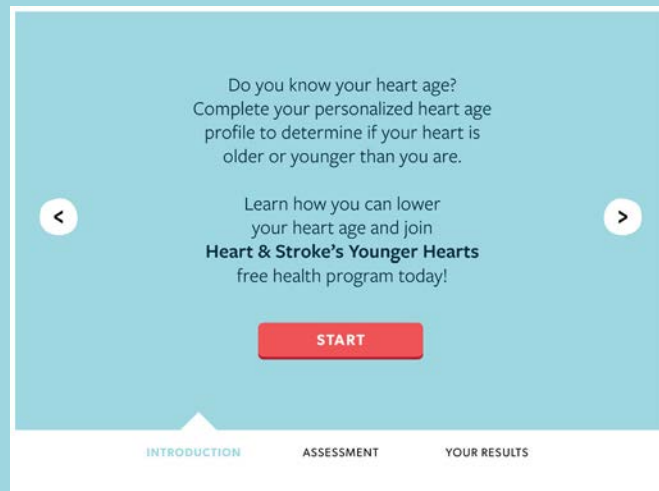 Do you know your heart age?
Complete your personalized heart age
profile to determine if your heart is
older or younger than you are.
Learn how you can lower
your heart age and join
Heart & Stroke's Younger Hearts
free health program today!
<
>
START
INTRODUCTION
ASSESSMENT
YOUR RESULTS